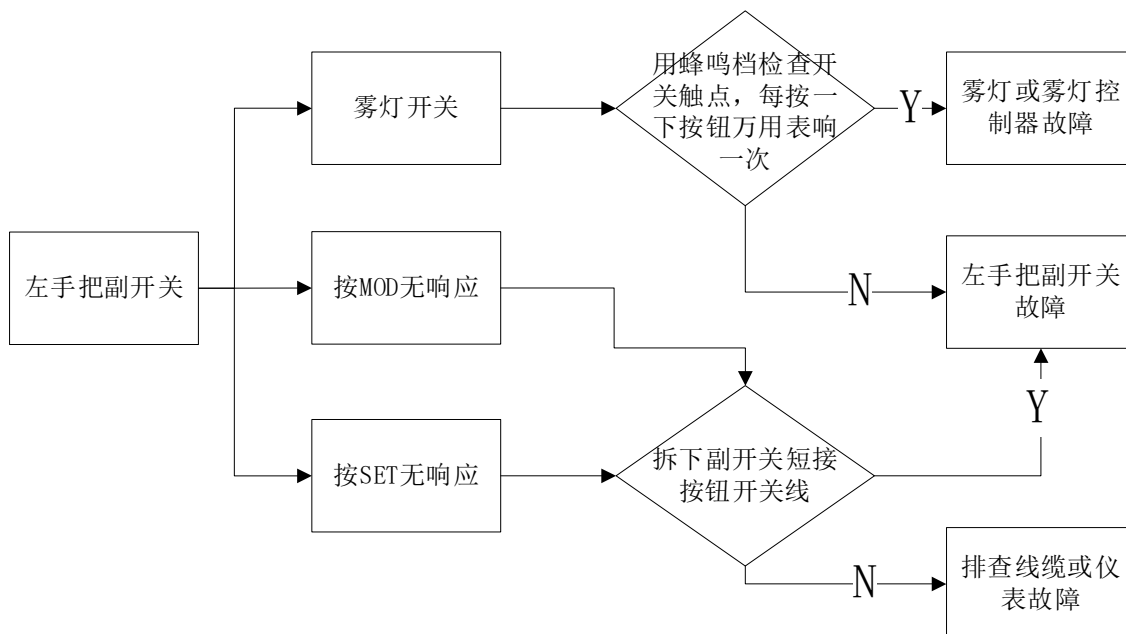 用蜂鸣档检查开
关触点，每按一
下按钮万用表响
一次
雾灯开关
Y
雾灯或雾灯控
制器故障
左手把副开关
按MOD无响应
N
左手把副开关
故障
Y
按SET无响应
拆下副开关短接
按钮开关线
N
排查线缆或仪
表故障